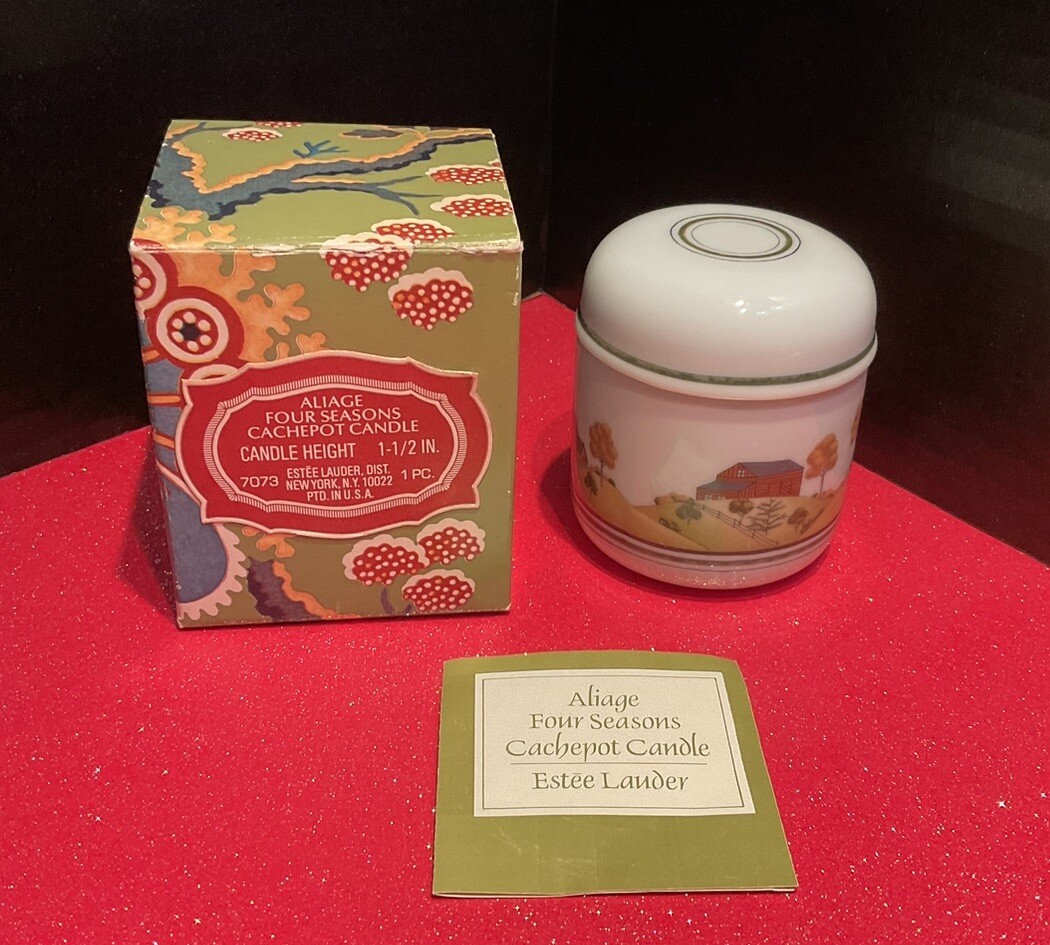 ALIAGE
FOUR SEASONS
CACHEPOT CANDLE
CANDLE HEIGHT 1-1/2 IN.
7073 ESTĒE LAUDER, DIST. 1 PC.
NEW YORK, N.Y. 10022
PTD. IN U.S.A.
Aliage
Four Seasons
Cachepot Candle
Estēe Lauder